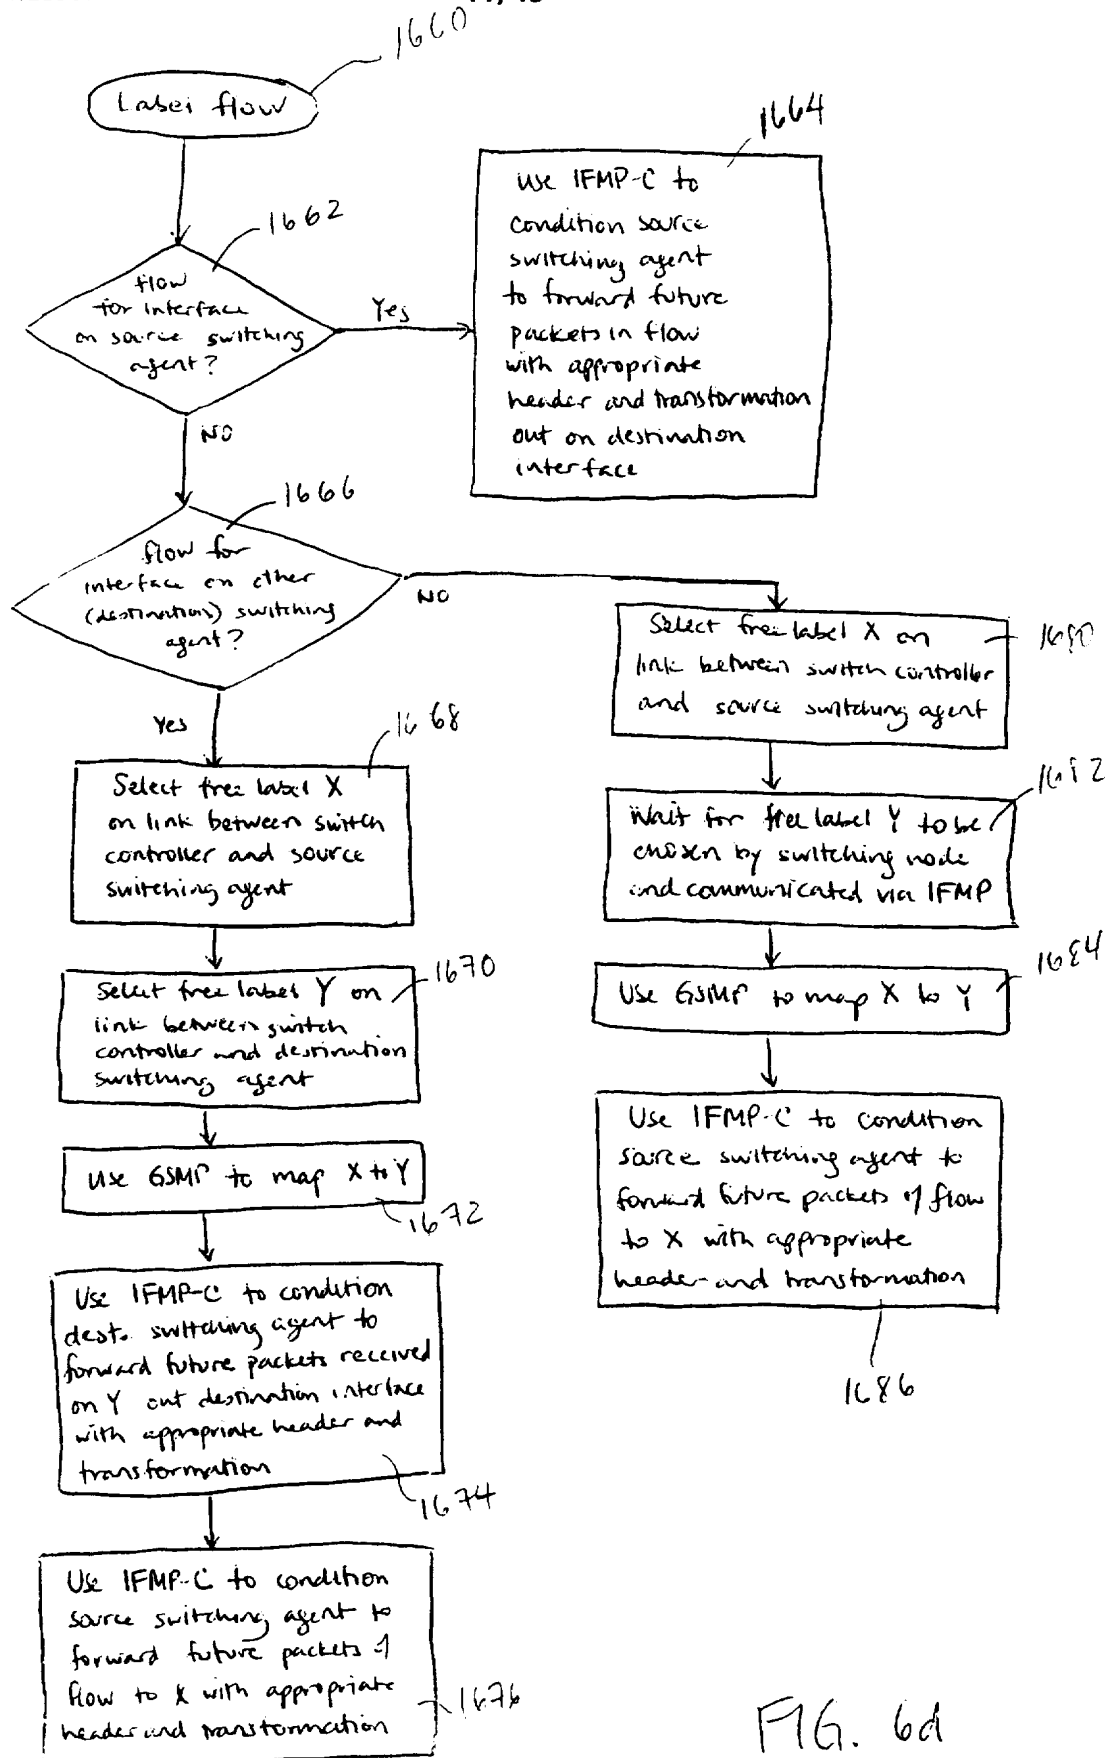 1660
Label flow
1662
flow
for interface
on source switching
agent?
Yes
1664
Use IFMP-C to
condition source
switching agent
to forward future
packets in flow
with appropriate
header and transformation
out on destination
interface
NO
1666
flow for
interface on other
(destination) switching
agent?
Yes
NO
1668
Select free label X
on link between switch
controller and source
switching agent
1670
Select free label Y on
link between switch
controller and destination
switching agent
Use GSMP to map X to Y
1672
Use IFMP-C to condition
dest. switching agent to
forward future packets received
on Y out destination interface
with appropriate header and
transformation
1674
Use IFMP-C to condition
source switching agent to
forward future packets of
flow to X with appropriate
header and transformation
1676
Select free label X on
link between switch controller
and source switching agent
1680
1682
Wait for free label Y to be
chosen by switching node
and communicated via IFMP
1684
Use GSMP to map X to Y
Use IFMP-C to condition
source switching agent to
forward future packets of flow
to X with appropriate
header and transformation
1686
FIG. 6d